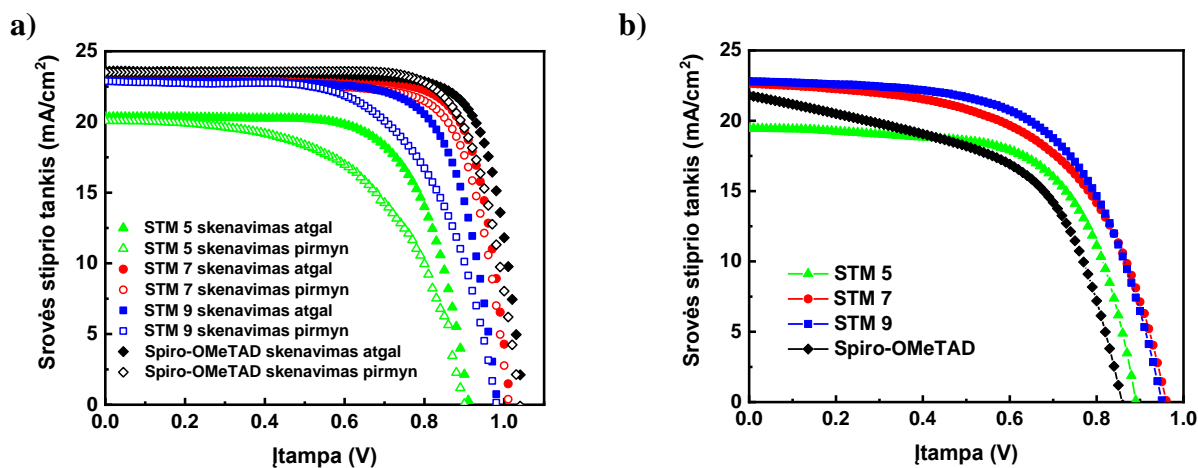 a)
Srovės stiprio tankis (mA/cm²)
25
20
15
10
5
0
STM 5 skenavimas atgal
STM 5 skenavimas pirmyn
STM 7 skenavimas atgal
STM 7 skenavimas pirmyn
STM 9 skenavimas atgal
STM 9 skenavimas pirmyn
Spiro-OMeTAD skenavimas atgal
Spiro-OMeTAD skenavimas pirmyn
0.0 0.2 0.4 0.6 0.8 1.0
Įtampa (V)
b)
Srovės stiprio tankis (mA/cm²)
25
20
15
10
5
0
STM 5
STM 7
STM 9
Spiro-OMeTAD
0.0 0.2 0.4 0.6 0.8 1.0
Įtampa (V)